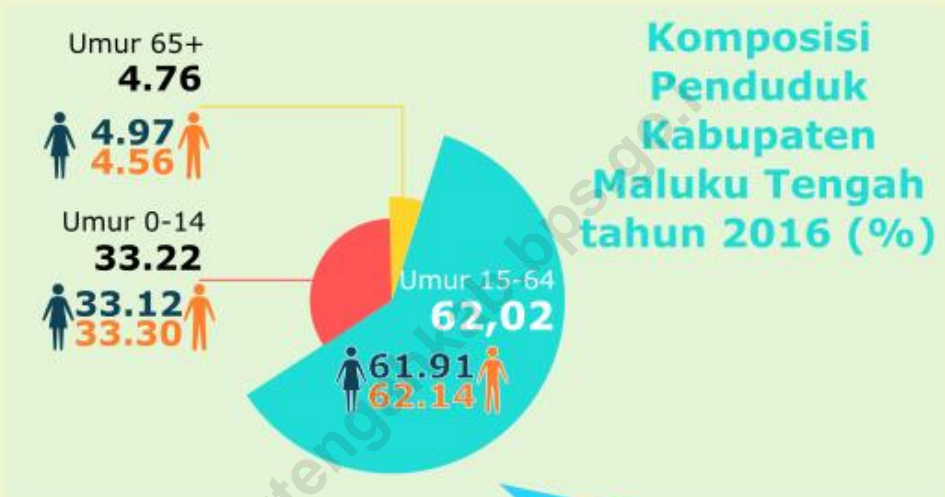 Komposisi
Penduduk
Kabupaten
Maluku Tengah
tahun 2016 (%)
Umur 65+
4.76
4.97
4.56
Umur 0-14
33.22
33.12
33.30
Umur 15-64
62,02
61.91
62.14